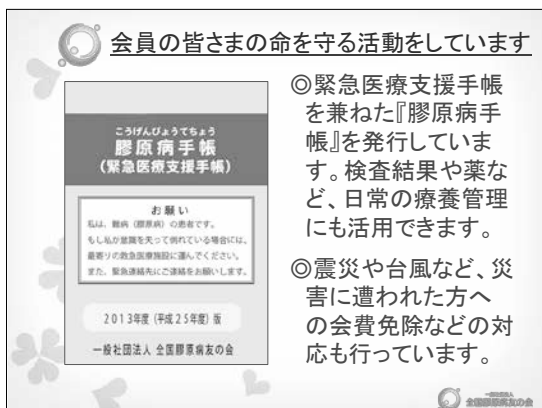 会員の皆さまの命を守る活動をしています
こうげんびょうてちょう
膠原病手帳
(緊急医療支援手帳)
お願い
私は、難病(膠原病)の患者です。
もし私が意識を失って倒れている場合には、
最寄りの救急医療施設に運んでください。
また、緊急連絡先にご連絡をお願いします。
2013年度(平成25年度)版
一般社団法人 全国膠原病友の会
◎緊急医療支援手帳
を兼ねた『膠原病手
帳』を発行していま
す。検査結果や薬な
ど、日常の療養管理
にも活用できます。
◎震災や台風など、災
害に遭われた方へ
の会費免除などの対
応も行っています。
一般社団法人
全国膠原病友の会